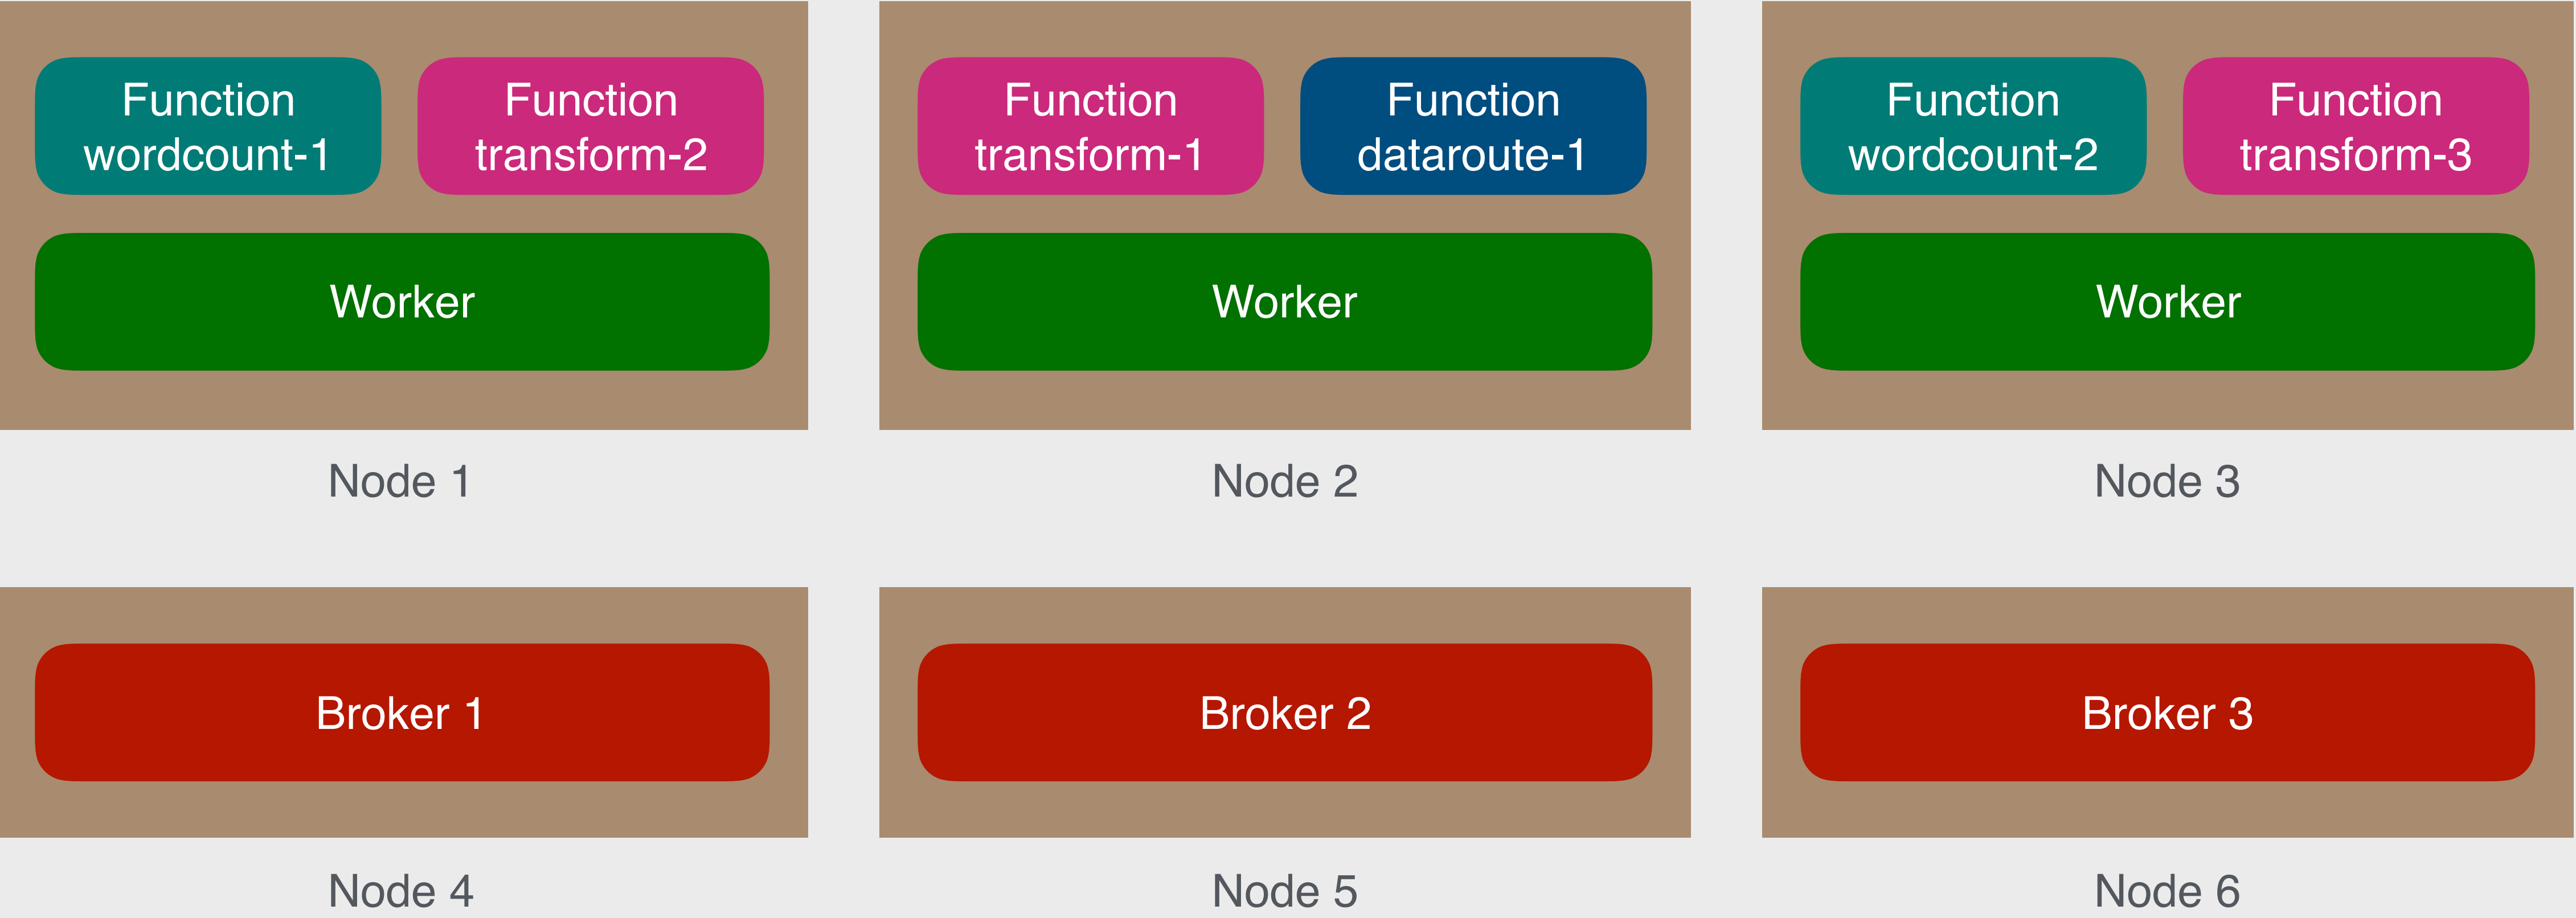 Function
wordcount-1
Function
transform-2
Function
transform-1
Function
dataroute-1
Function
wordcount-2
Function
transform-3
Worker
Worker
Worker
Node 1
Node 2
Node 3
Broker 1
Broker 2
Broker 3
Node 4
Node 5
Node 6